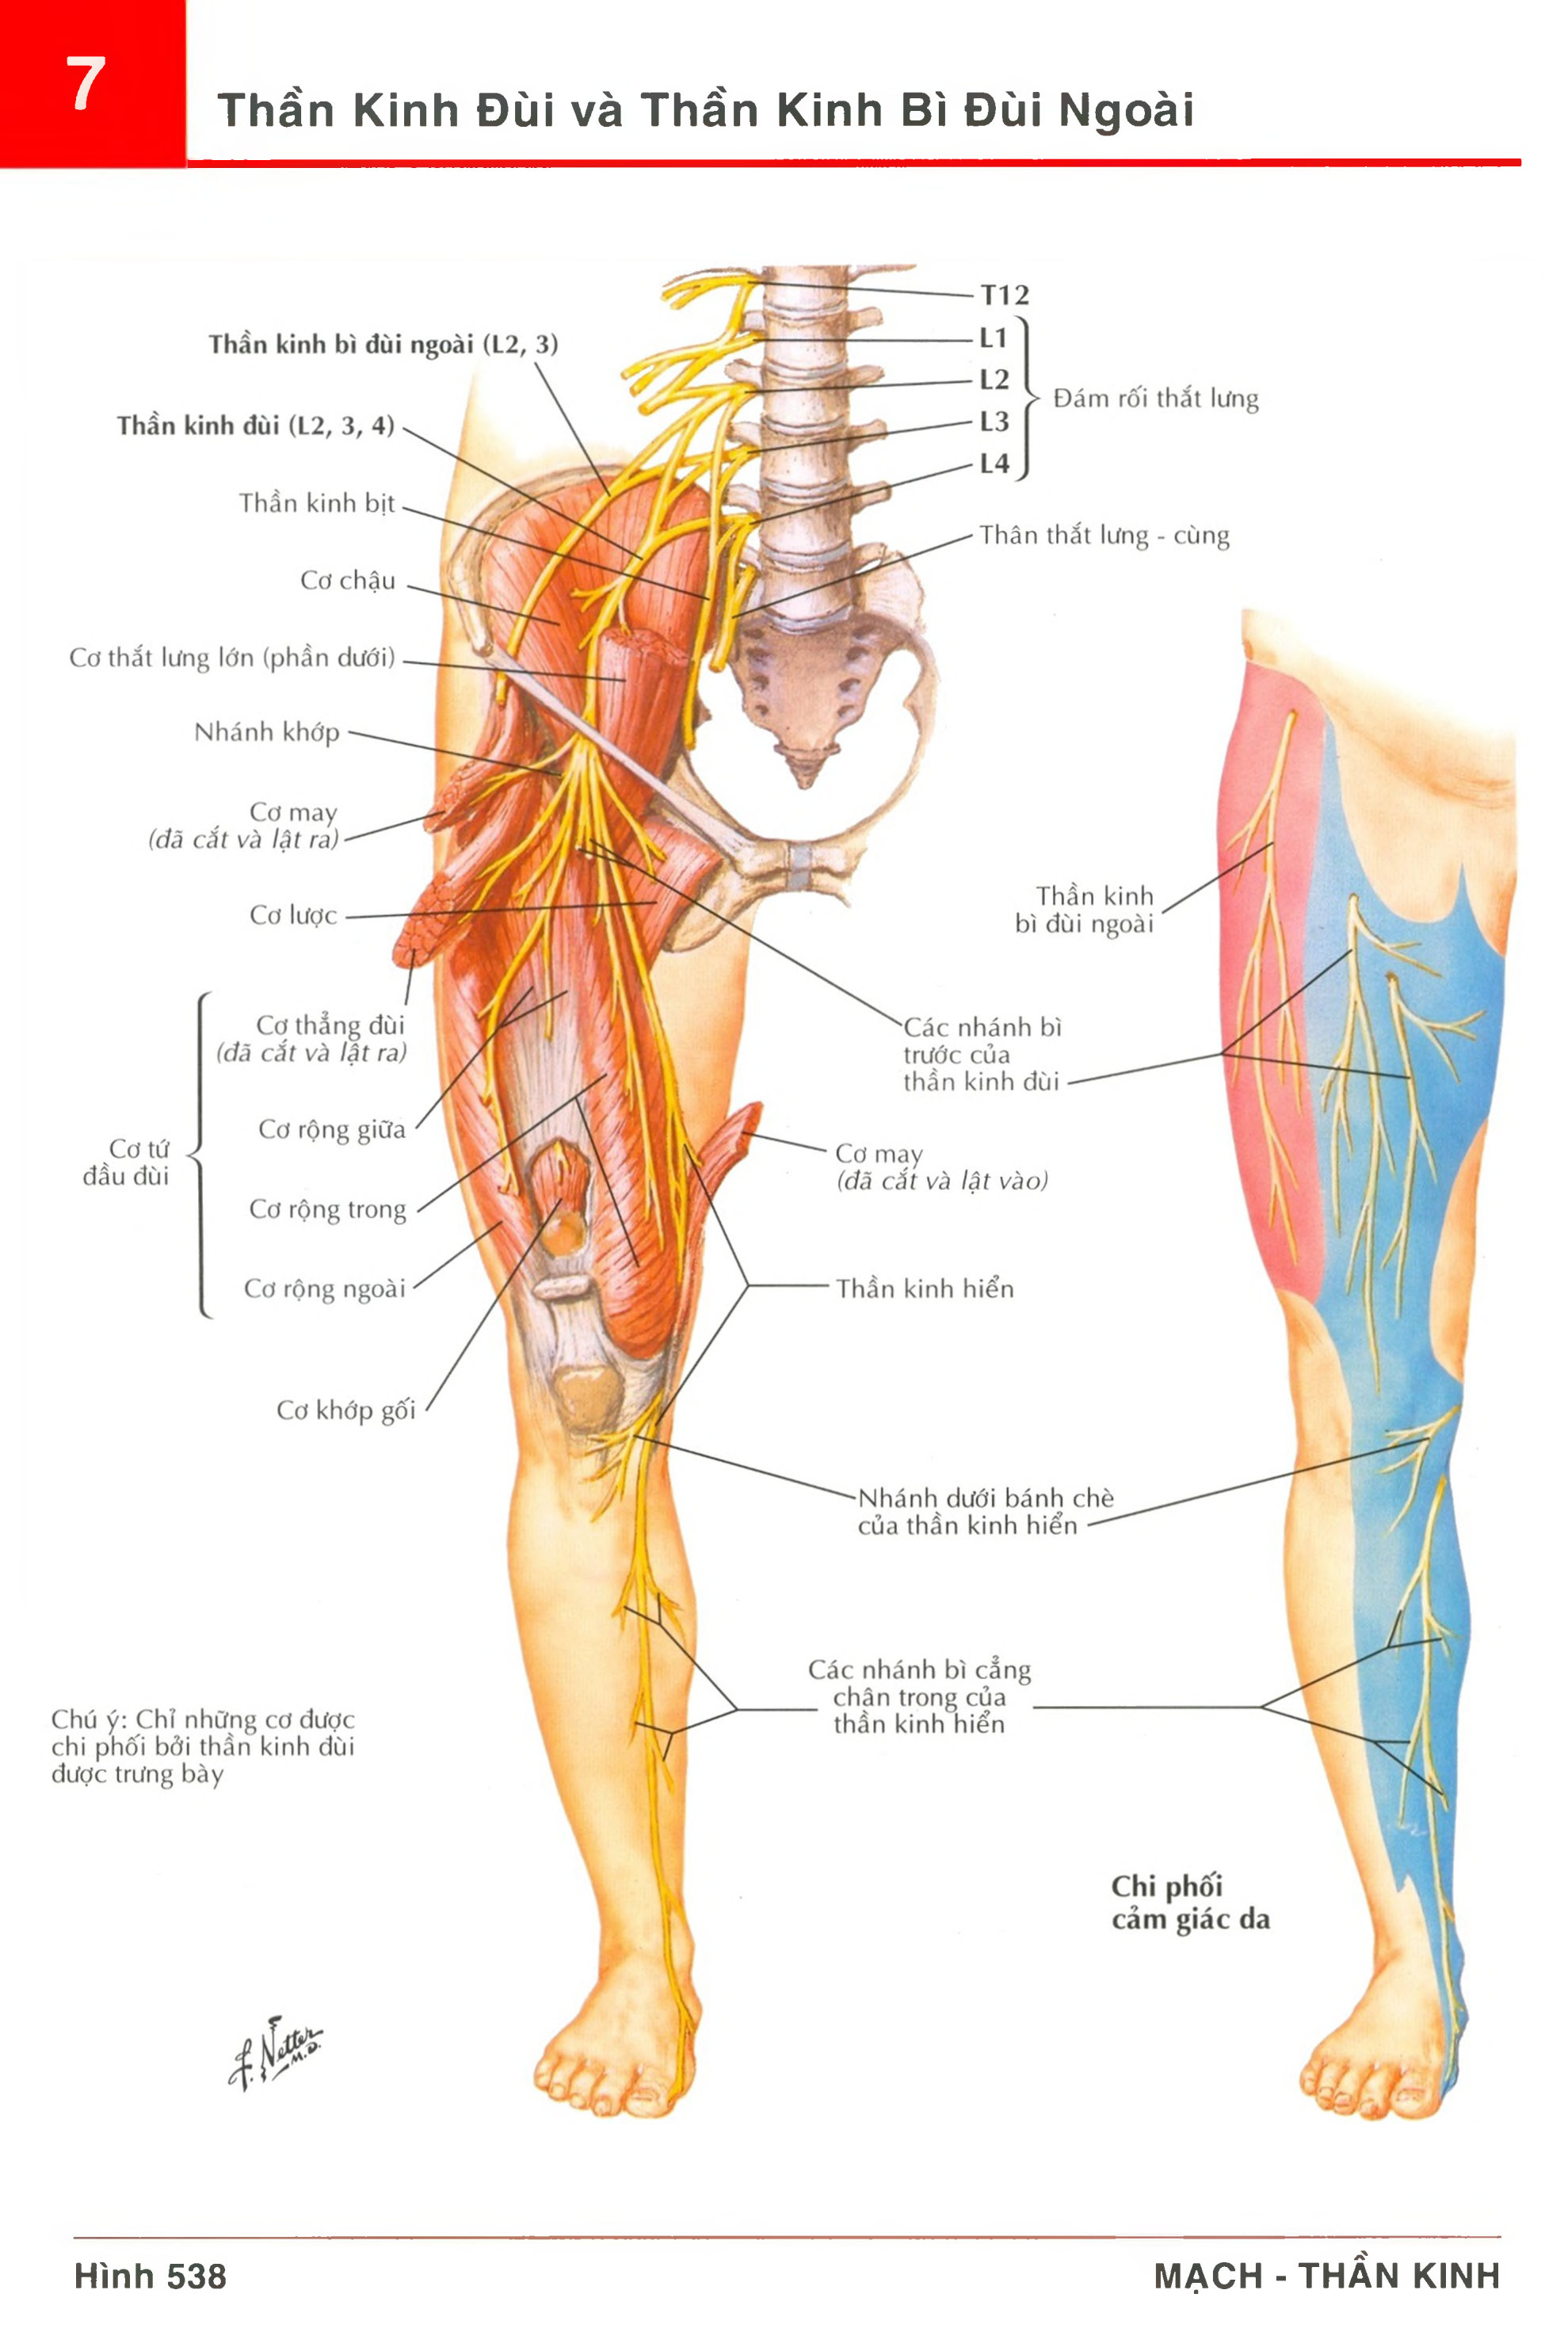 7
Thần Kinh Đùi và Thần Kinh Bì Đùi Ngoài
T12
L1
L2
L3
L4
Đám rối thắt lưng
Thân thắt lưng - cùng
Thần kinh bì đùi ngoài (L2, 3)
Thần kinh đùi (L2, 3, 4)
Thần kinh bịt
Cơ chậu
Cơ thắt lưng lớn (phần dưới)
Nhánh khớp
Cơ may
(đã cắt và lật ra)
Cơ lược
Cơ thẳng đùi
(đã cắt và lật ra)
Cơ rộng giữa
Cơ tứ
đầu đùi
Cơ rộng trong
Cơ rộng ngoài
Cơ khớp gối
Thần kinh
bì đùi ngoài
Các nhánh bì
trước của
thần kinh đùi
Cơ may
(đã cắt và lật vào)
Thần kinh hiển
Nhánh dưới bánh chè
của thần kinh hiển
Các nhánh bì cẳng
chân trong của
thần kinh hiển
Chú ý: Chỉ những cơ được
chi phối bởi thần kinh đùi
được trưng bày
Chi phối
cảm giác da
F. Netter
M.D.
Hình 538
MẠCH - THẦN KINH